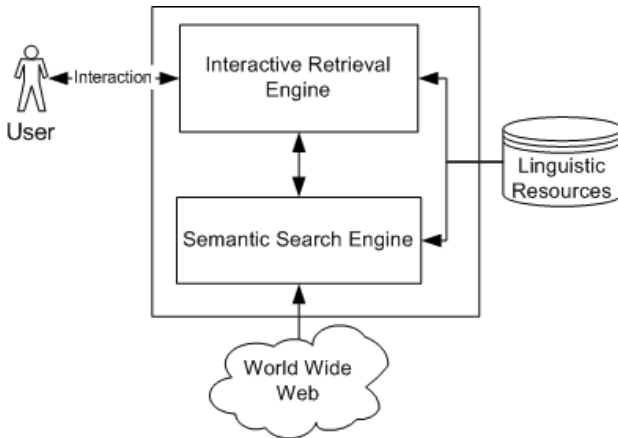 Interactive Retrieval
Engine
Interaction
User
Linguistic
Resources
Semantic Search Engine
World Wide
Web